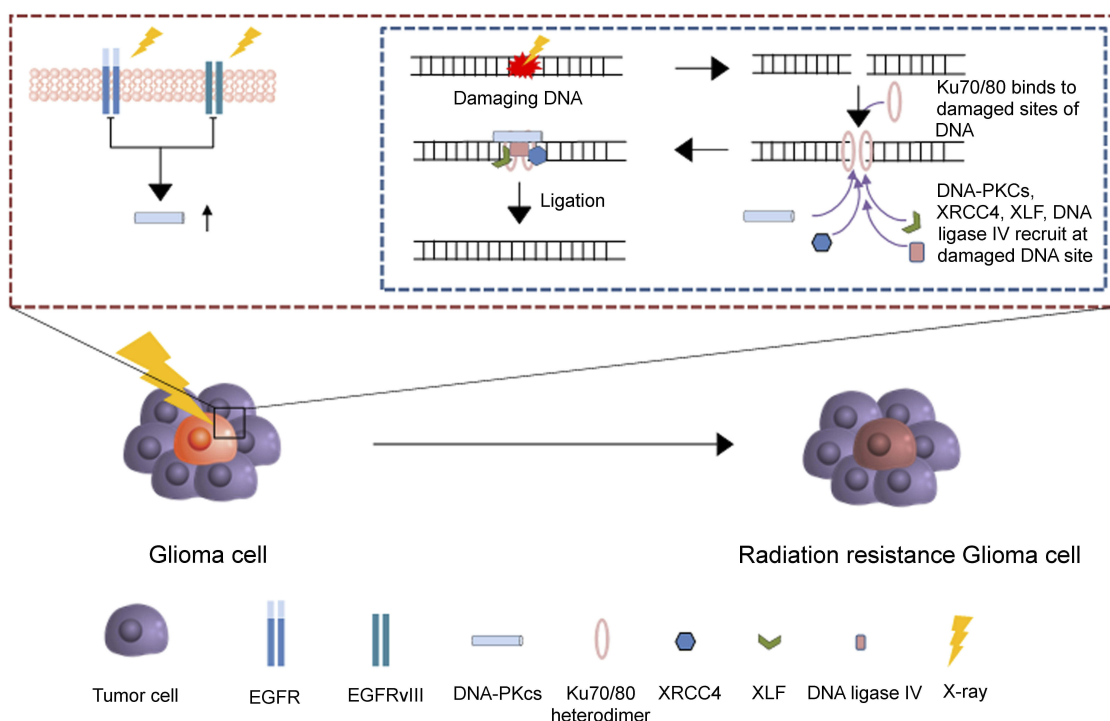 Damaging DNA
Ku70/80 binds to
damaged sites of
DNA
Ligation
DNA-PKCs,
XRCC4, XLF, DNA
ligase IV recruit at
damaged DNA site
Glioma cell
Radiation resistance Glioma cell
Tumor cell
EGFR
EGFRvIII
DNA-PKcs
Ku70/80
heterodimer
XRCC4
XLF
DNA ligase IV
X-ray